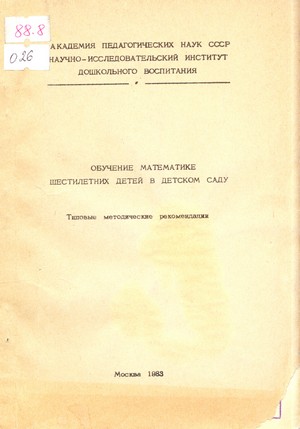 88.8
026
АКАДЕМИЯ ПЕДАГОГИЧЕСКИХ НАУК СССР
НАУЧНО-ИССЛЕДОВАТЕЛЬСКИЙ ИНСТИТУТ
ДОШКОЛЬНОГО ВОСПИТАНИЯ
ОБУЧЕНИЕ МАТЕМАТИКЕ
ШЕСТИЛЕТНИХ ДЕТЕЙ В ДЕТСКОМ САДУ
Типовые методические рекомендации
Москва 1983